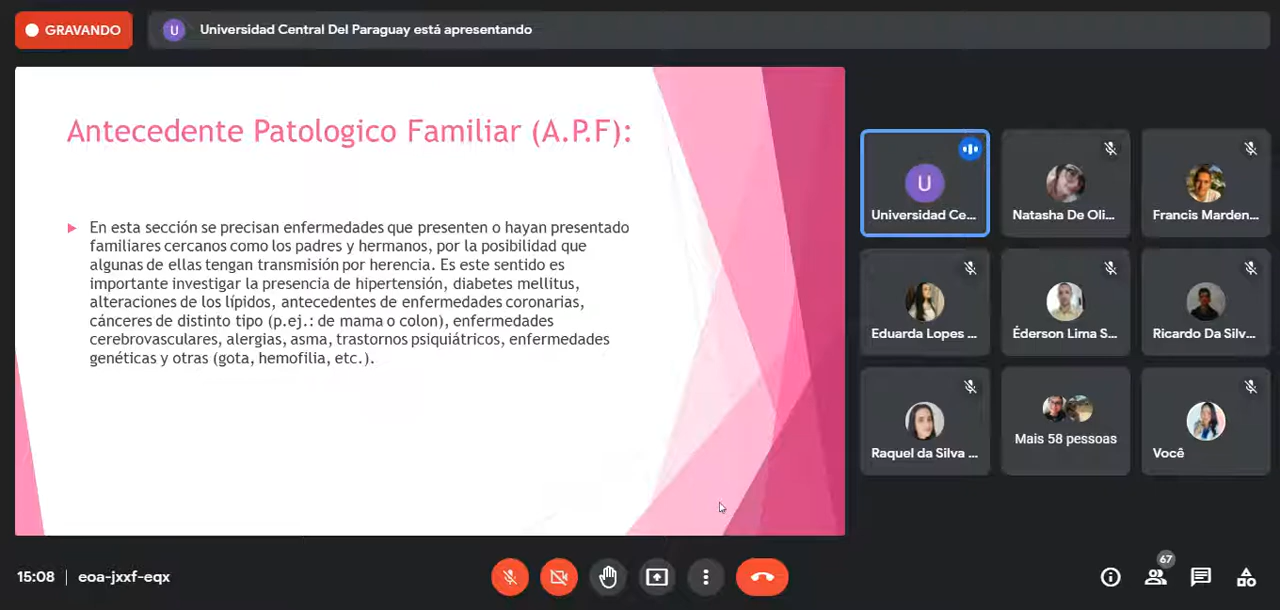 GRAVANDO
U
Universidad Central Del Paraguay está apresentando
Antecedente Patologico Familiar (A.P.F):
En esta sección se precisan enfermedades que presenten o hayan presentado
familiares cercanos como los padres y hermanos, por la posibilidad que
algunas de ellas tengan transmisión por herencia. Es este sentido es
importante investigar la presencia de hipertensión, diabetes mellitus,
alteraciones de los lípidos, antecedentes de enfermedades coronarias,
cánceres de distinto tipo (p.ej.: de mama o colon), enfermedades
cerebrovasculares, alergias, asma, trastornos psiquiátricos, enfermedades
genéticas y otras (gota, hemofilia, etc.).
U
Universidad Ce...
Natasha De Oli...
Francis Marden...
Eduarda Lopes ...
Éderson Lima S...
Ricardo Da Silv...
Raquel da Silva ...
Mais 58 pessoas
Você
15:08 | eoa-jxxf-eqx
67